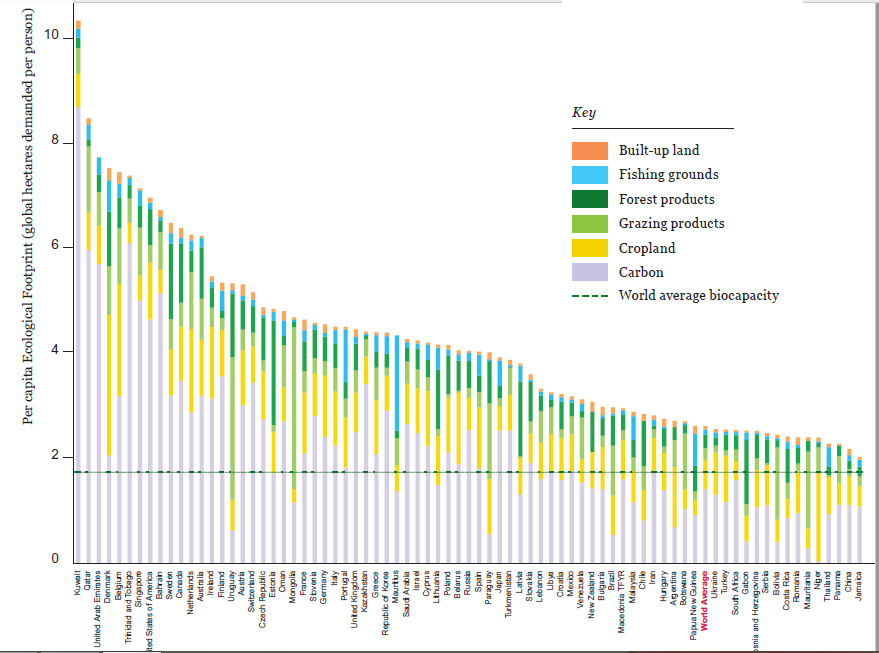 Per capita Ecological Footprint (global hectares demanded per person)
10
8
6
4
2
0
Key
Built-up land
Fishing grounds
Forest products
Grazing products
Cropland
Carbon
World average biocapacity
Kuwait
Qatar
United Arab Emirates
Denmark
Belgium
Trinidad and Tobago
Singapore
ited States of America
Bahrain
Sweden
Canada
Netherlands
Australia
Ireland
Finland
Uruguay
Austria
Switzerland
Czech Republic
Estonia
Oman
Mongolia
France
Slovenia
Germany
Italy
Portugal
United Kingdom
Kazakhstan
Greece
Republic of Korea
Mauritius
Saudi Arabia
Israel
Cyprus
Lithuania
Poland
Belarus
Russia
Spain
Paraguay
Japan
Turkmenistan
Latvia
Slovakia
Lebanon
Libya
Croatia
Mexico
Venezuela
New Zealand
Bugaria
Macedonia TFYR
Malaysia
Chile
Iran
Hungary
Argentina
Botswana
Papua New Guinea
World Average
Ukraine
Turkey
South Africa
Gabon
osnia and Herzegovina
Serbia
Bolivia
Costa Rica
Romania
Mauritania
Niger
Thailand
Panama
China
Jamaica